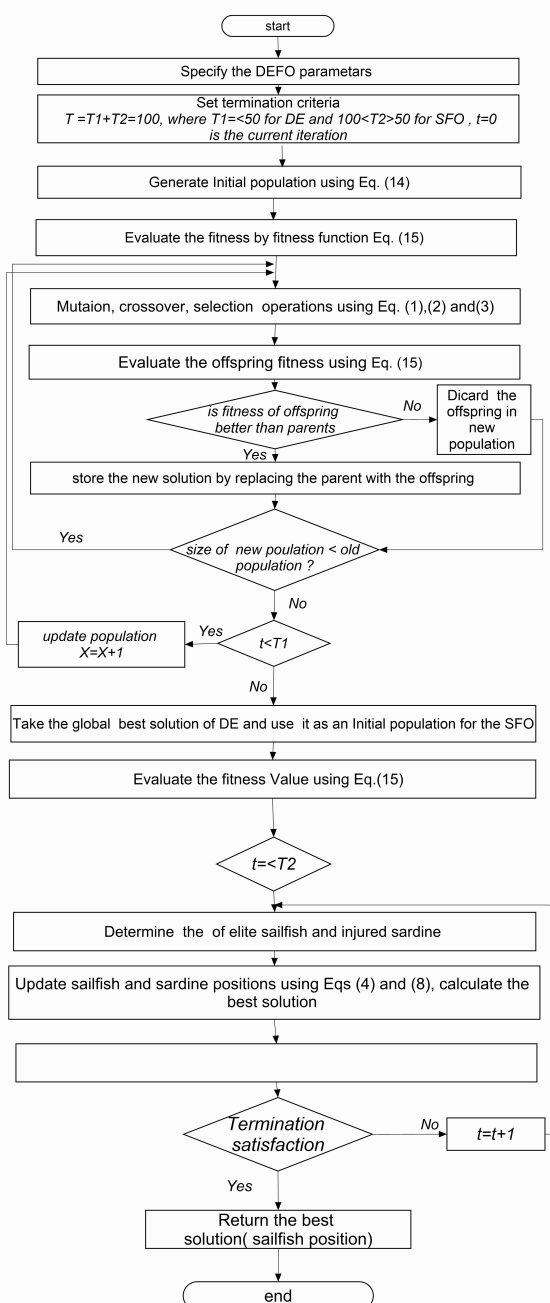 start
Specify the DEFO parametars
Set termination criteria
T =T1+T2=100, where T1=<50 for DE and 100<T2>50 for SFO , t=0
is the current iteration
Generate Initial population using Eq. (14)
Evaluate the fitness by fitness function Eq. (15)
Mutaion, crossover, selection operations using Eq. (1),(2) and(3)
Evaluate the offspring fitness using Eq. (15)
is fitness of offspring
better than parents
No
Dicard the
offspring in
new
population
Yes
store the new solution by replacing the parent with the offspring
Yes
size of new poulation < old
population ?
No
update population
X=X+1
Yes
t<T1
No
Take the global best solution of DE and use it as an Initial population for the SFO
Evaluate the fitness Value using Eq.(15)
t=<T2
Determine the of elite sailfish and injured sardine
Update sailfish and sardine positions using Eqs (4) and (8), calculate the
best solution
Termination
satisfaction
No
t=t+1
Yes
Return the best
solution( sailfish position)
end